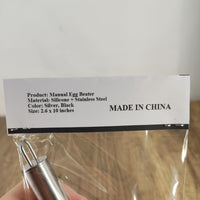 Product: Manual Egg Beater
Material: Silicone + Stainless Steel
Color: Silver, Black
Size: 2.6 x 10 inches
MADE IN CHINA